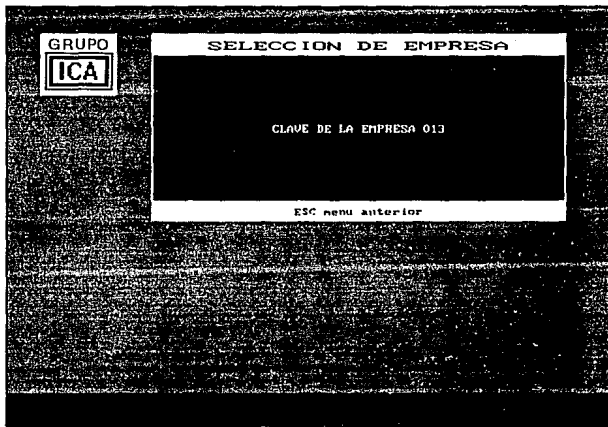 GRUPO
ICA
SELECCION DE EMPRESA
CLAVE DE LA EMPRESA 013
ESC menu anterior